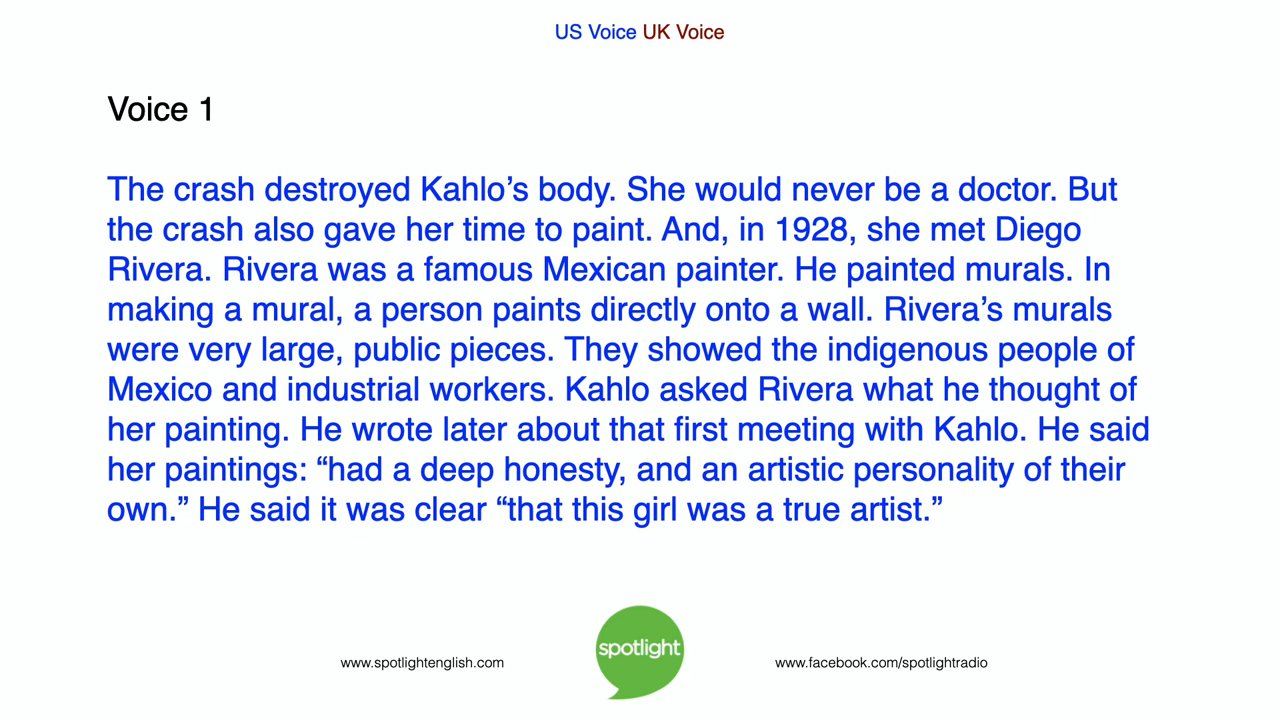 US Voice UK Voice
Voice 1
The crash destroyed Kahlo’s body. She would never be a doctor. But
the crash also gave her time to paint. And, in 1928, she met Diego
Rivera. Rivera was a famous Mexican painter. He painted murals. In
making a mural, a person paints directly onto a wall. Rivera’s murals
were very large, public pieces. They showed the indigenous people of
Mexico and industrial workers. Kahlo asked Rivera what he thought of
her painting. He wrote later about that first meeting with Kahlo. He said
her paintings: “had a deep honesty, and an artistic personality of their
own.” He said it was clear “that this girl was a true artist.”
spotlight
www.spotlightenglish.com
www.facebook.com/spotlightradio